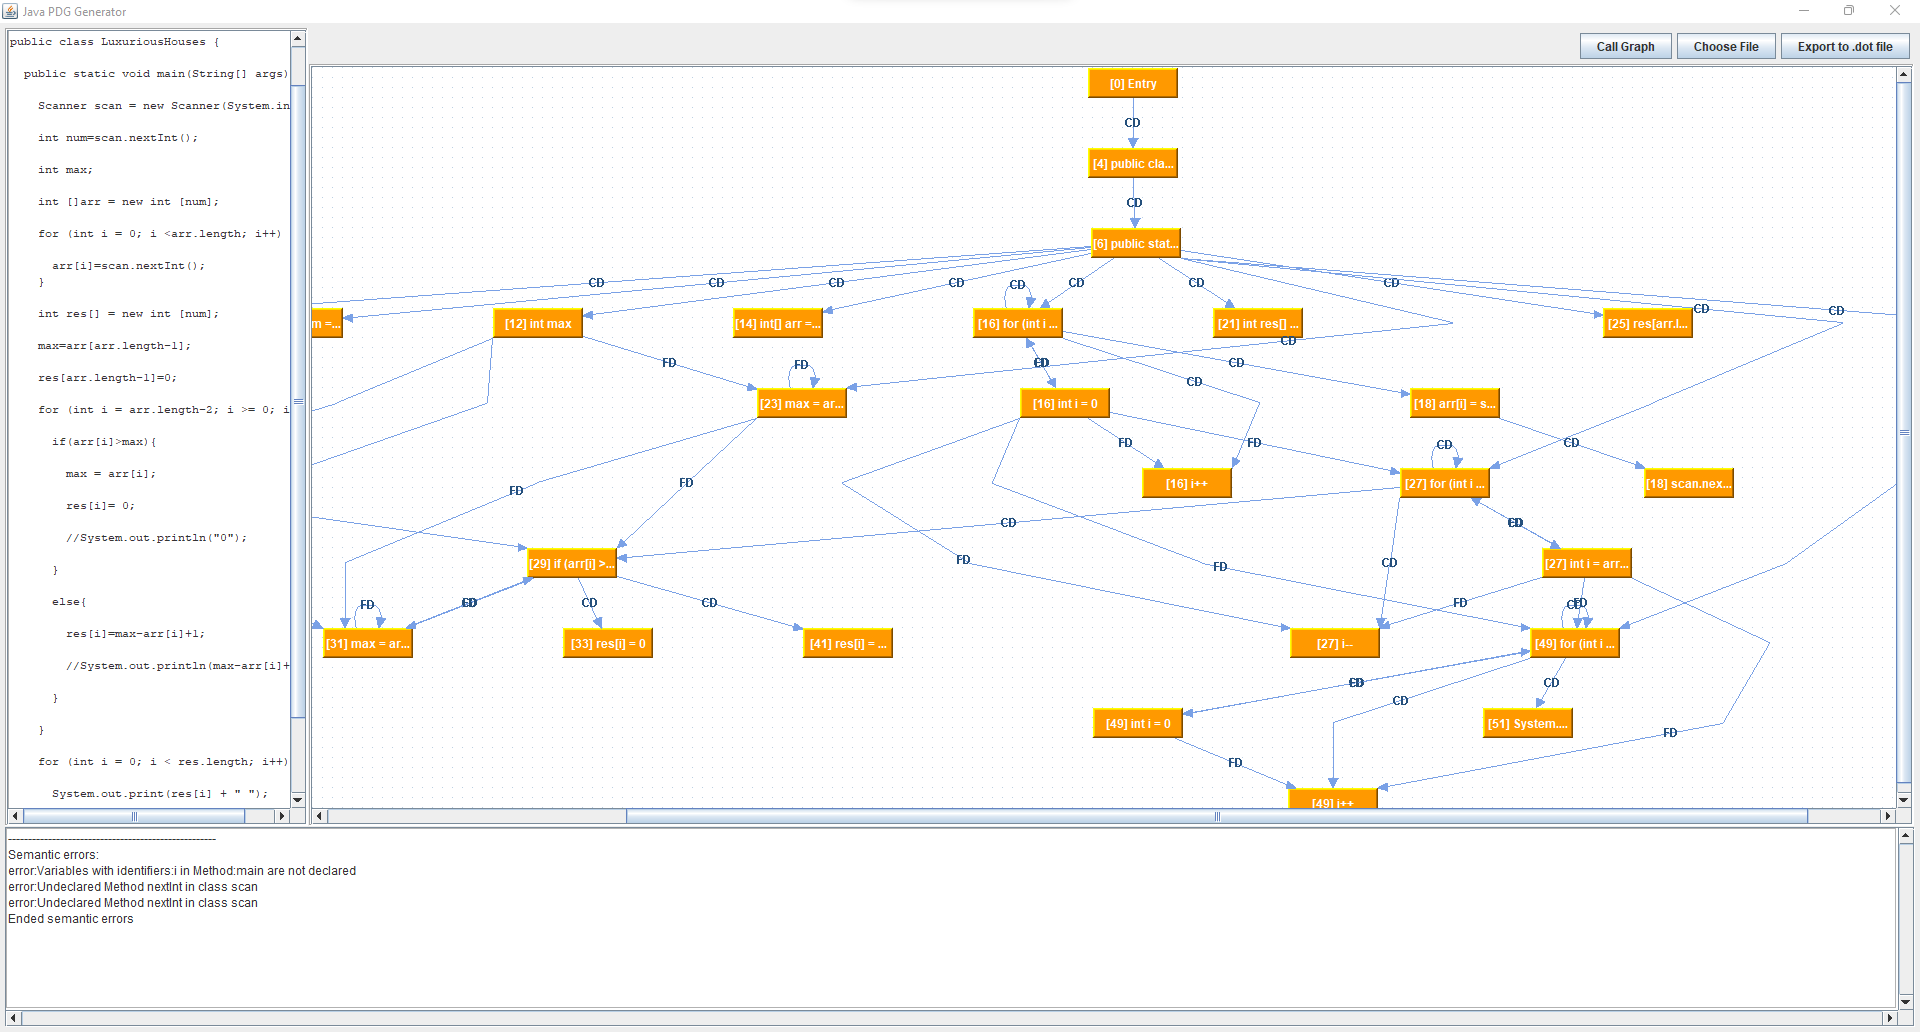 Java PDG Generator
Call Graph
Choose File
Export to .dot file
public class LuxuriousHouses {
public static void main(String[] args)
Scanner scan = new Scanner(System.in
int num=scan.nextInt();
int max;
int []arr = new int [num];
for (int i = 0; i <arr.length; i++)
arr[i]=scan.nextInt();
}
int res[] = new int [num];
max=arr[arr.length-1];
res[arr.length-1]=0;
for (int i = arr.length-2; i >= 0; i
if(arr[i]>max){
max = arr[i];
res[i]= 0;
//System.out.println("0");
}
else{
res[i]=max-arr[i]+1;
//System.out.println(max-arr[i]+
}
}
for (int i = 0; i < res.length; i++)
System.out.print(res[i] + " ");
[0] Entry
CD
[4] public cla...
CD
[6] public stat...
CD
CD
CD
CD
CD
CD
CD
CD
CD
CD
CD
m =...
[12] int max
[14] int[] arr =...
[16] for (int i ...
[21] int res[] ...
[25] res[arr.l...
FD
FD
CD
CD
CD
[23] max = ar...
[16] int i = 0
[18] arr[i] = s...
FD
FD
CD
CD
FD
FD
[16] i++
[27] for (int i ...
[18] scan.nex...
CD
CD
FD
FD
CD
[29] if (arr[i] >...
[27] int i = arr...
FD
CD
CD
FD
FD
[31] max = ar...
[33] res[i] = 0
[41] res[i] = ...
[27] i--
[49] for (int i ...
CD
CD
CD
FD
[49] int i = 0
[51] System....
FD
[49] i++
----------------------------------------------------
Semantic errors:
error:Variables with identifiers:i in Method:main are not declared
error:Undeclared Method nextInt in class scan
error:Undeclared Method nextInt in class scan
Ended semantic errors